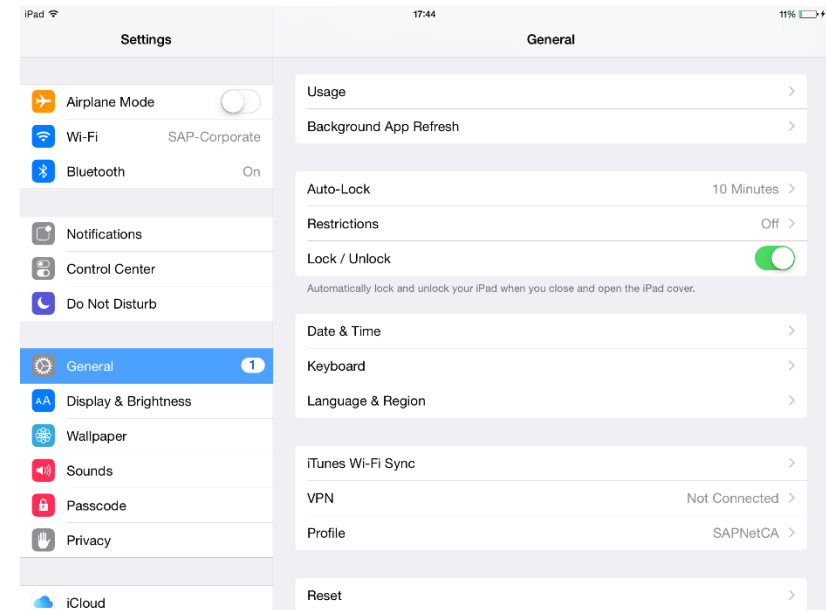 iPad 17:44 11%
Settings
General
Airplane Mode
Wi-Fi SAP-Corporate
Bluetooth On
Notifications
Control Center
Do Not Disturb
General 1
AA Display & Brightness
Wallpaper
Sounds
Passcode
Privacy
iCloud
Usage
Background App Refresh
Auto-Lock 10 Minutes
Restrictions Off
Lock / Unlock
Automatically lock and unlock your iPad when you close and open the iPad cover.
Date & Time
Keyboard
Language & Region
iTunes Wi-Fi Sync
VPN Not Connected
Profile SAPNetCA
Reset